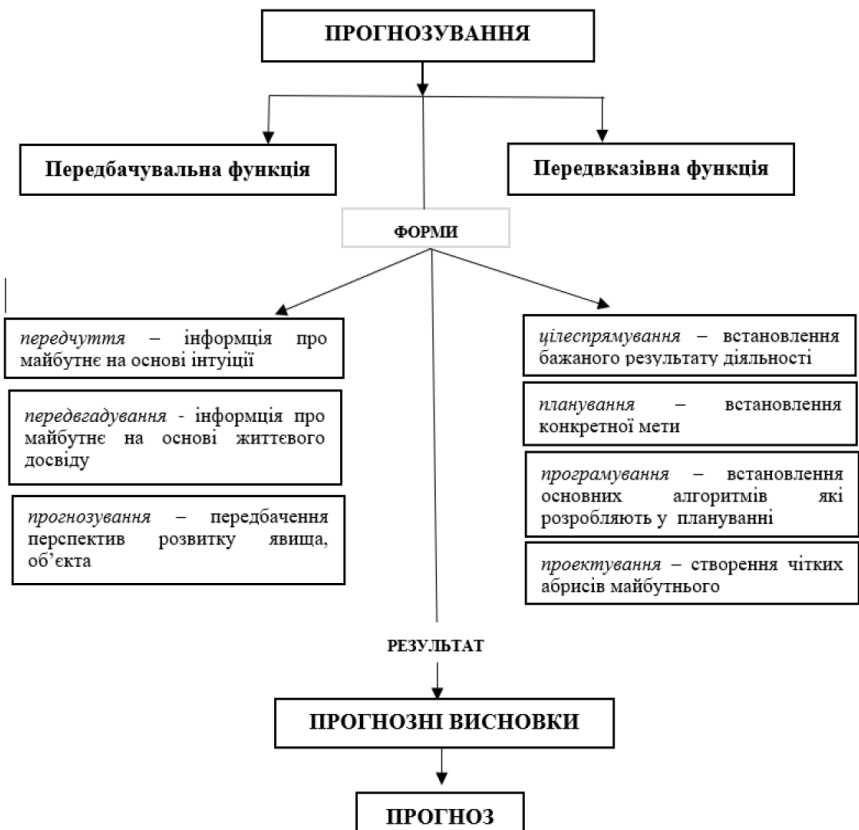 ПРОГНОЗУВАННЯ
Передбачувальна функція
Передвказівна функція
ФОРМИ
передчуття – інформція про
майбутнє на основі інтуіції
передвгадування - інформція про
майбутнє на основі життєвого
досвіду
прогнозування – передбачення
перспектив розвитку явища,
об’єкта
цілеспрямування – встановлення
бажаного результату діяльності
планування – встановлення
конкретної мети
програмування – встановлення
основних алгоритмів які
розробляють у плануванні
проектування – створення чітких
абрисів майбутнього
РЕЗУЛЬТАТ
ПРОГНОЗНІ ВИСНОВКИ
ПРОГНОЗ